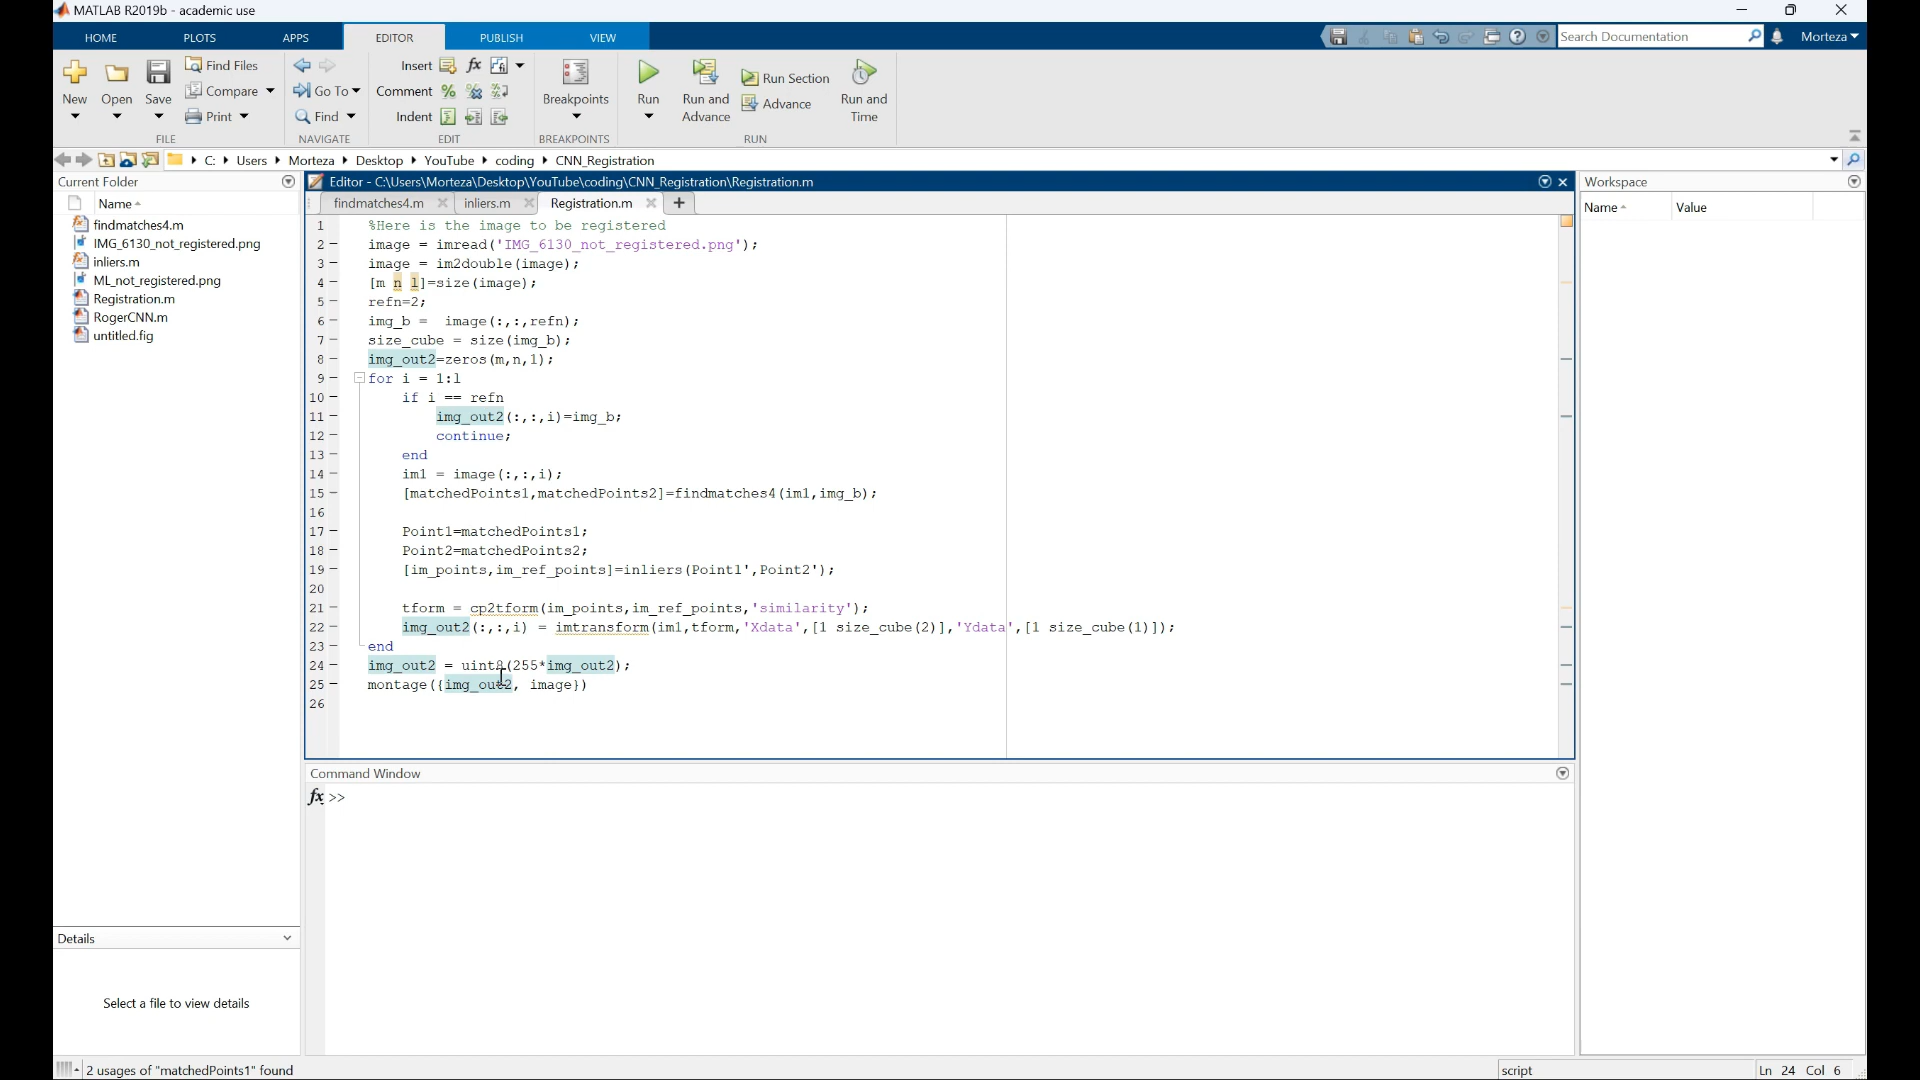 MATLAB R2019b - academic use
HOME PLOTS APPS EDITOR PUBLISH VIEW
Search Documentation
Morteza
New
Open
Save
Find Files
Compare
Print
FILE
Go To
Find
NAVIGATE
Insert
fx
Comment
Indent
EDIT
Breakpoints
BREAKPOINTS
Run
Run and
Advance
Run Section
Advance
Run and
Time
RUN
C: Users Morteza Desktop YouTube coding CNN_Registration
Current Folder
Name
findmatches4.m
IMG_6130_not_registered.png
inliers.m
ML_not_registered.png
Registration.m
RogerCNN.m
untitled.fig
Details
Select a file to view details
Editor - C:\Users\Morteza\Desktop\YouTube\coding\CNN_Registration\Registration.m
findmatches4.m inliers.m Registration.m
1 %Here is the image to be registered
2 – image = imread('IMG_6130_not_registered.png');
3 – image = im2double(image);
4 – [m n l]=size(image);
5 – refn=2;
6 – img_b =  image(:,:,refn);
7 – size_cube = size(img_b);
8 – img_out2=zeros(m,n,l);
9 – for i = 1:l
10 – if i == refn
11 – img_out2(:,:,i)=img_b;
12 – continue;
13 – end
14 – im1 = image(:,:,i);
15 – [matchedPoints1,matchedPoints2]=findmatches4(im1,img_b);
16
17 – Point1=matchedPoints1;
18 – Point2=matchedPoints2;
19 – [im_points,im_ref_points]=inliers(Point1',Point2');
20
21 – tform = cp2tform(im_points,im_ref_points,'similarity');
22 – img_out2(:,:,i) = imtransform(im1,tform,'Xdata',[1 size_cube(2)],'Ydata',[1 size_cube(1)]);
23 – end
24 – img_out2 = uint8(255*img_out2);
25 – montage({img_out2, image})
26
Command Window
fx >>
Workspace
Name Value
2 usages of "matchedPoints1" found
script
Ln 24 Col 6